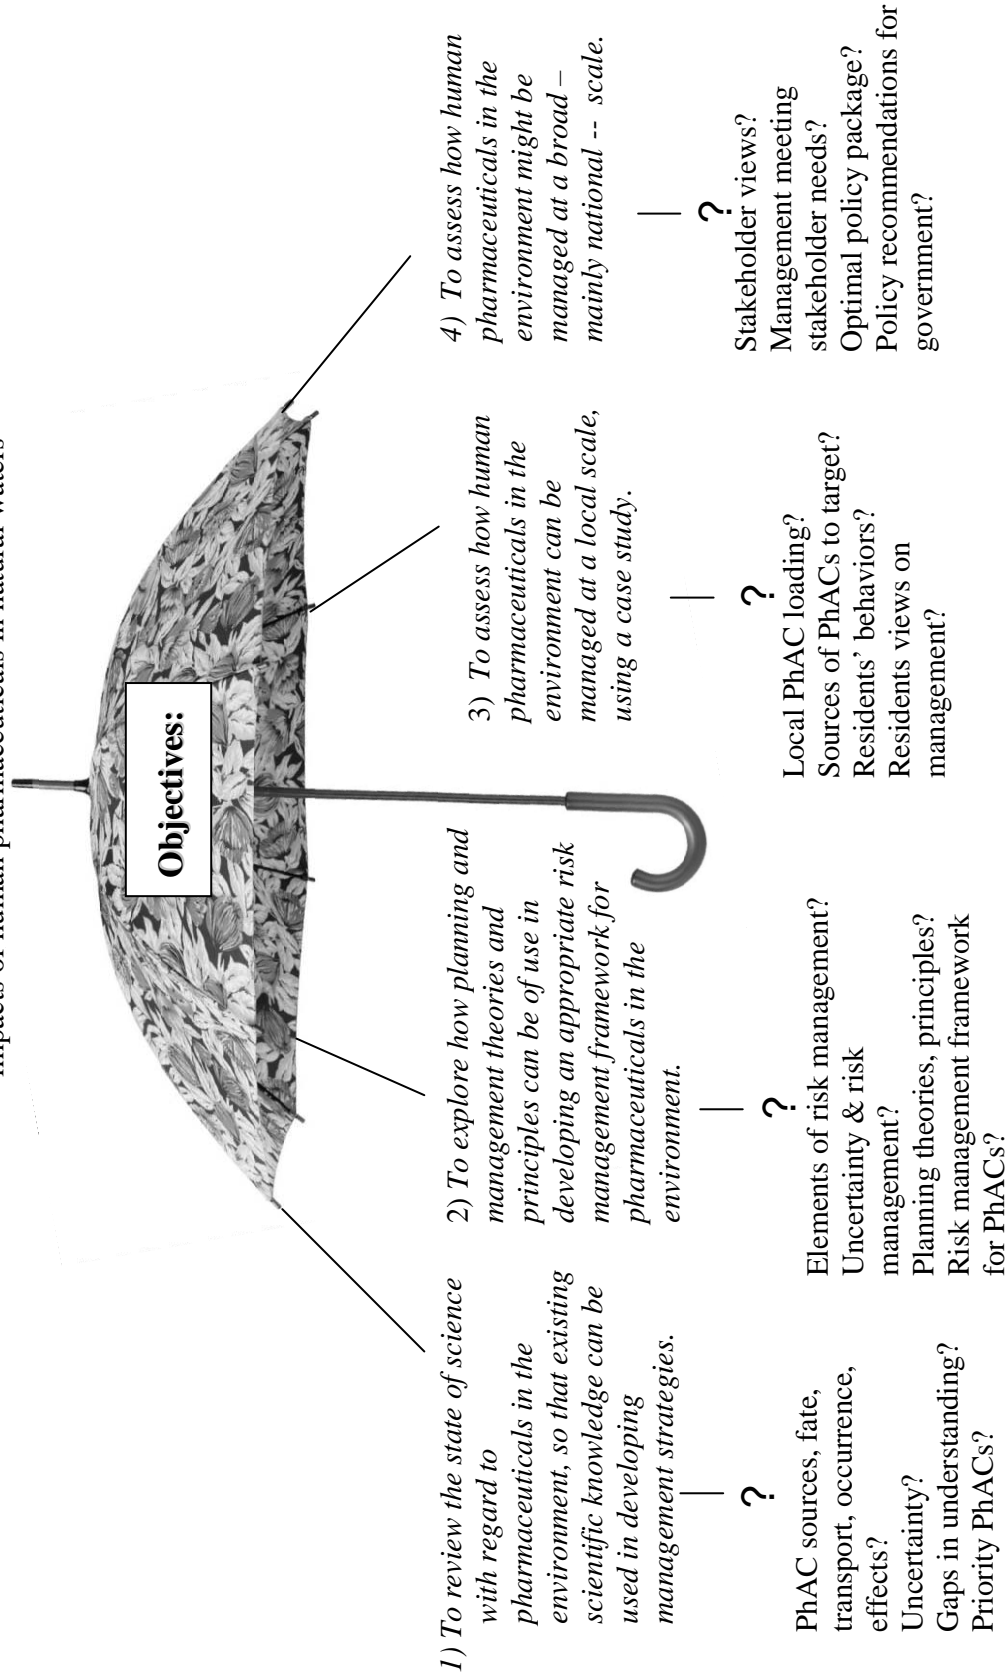 impacts of human pharmaceuticals in natural waters
Objectives:
1) To review the state of science
with regard to
pharmaceuticals in the
environment, so that existing
scientific knowledge can be
used in developing
management strategies.
?
PhAC sources, fate,
transport, occurrence,
effects?
Uncertainty?
Gaps in understanding?
Priority PhACs?
2) To explore how planning and
management theories and
principles can be of use in
developing an appropriate risk
management framework for
pharmaceuticals in the
environment.
?
Elements of risk management?
Uncertainty & risk
management?
Planning theories, principles?
Risk management framework
for PhACs?
3) To assess how human
pharmaceuticals in the
environment can be
managed at a local scale,
using a case study.
?
Local PhAC loading?
Sources of PhACs to target?
Residents' behaviors?
Residents views on
management?
4) To assess how human
pharmaceuticals in the
environment might be
managed at a broad –
mainly national -- scale.
?
Stakeholder views?
Management meeting
stakeholder needs?
Optimal policy package?
Policy recommendations for
government?